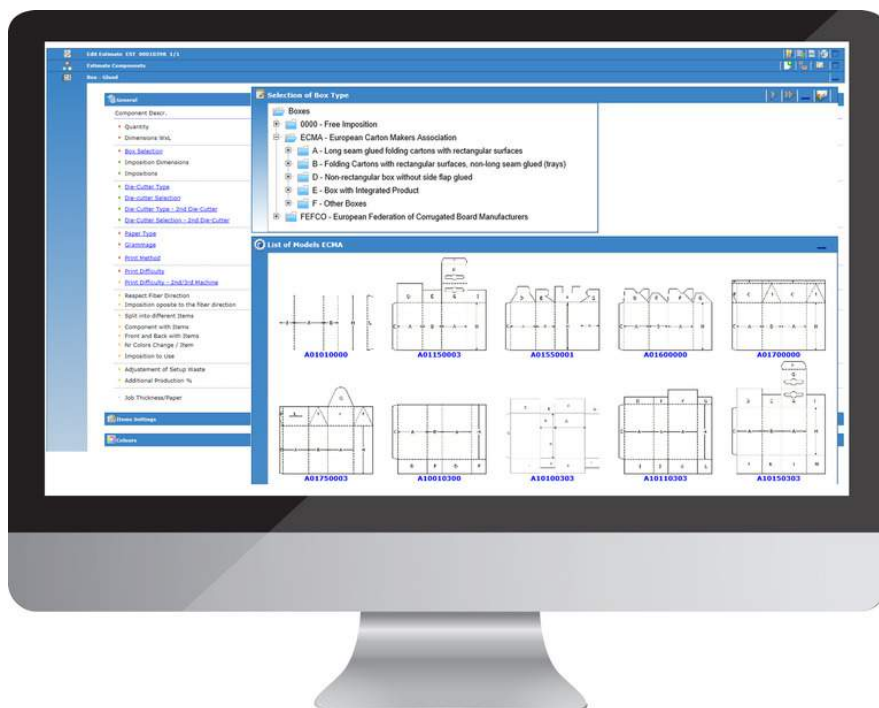 Edit Estimate EST
1/1
Estimate Components
Box - Glued
General
Component Descr.
Quantity
Dimensions WxL
Box Selection
Imposition Dimensions
Impositions
Die-Cutter Type
Die-cutter Selection
Die-Cutter Type - 2nd Die-Cutter
Die-Cutter Selection - 2nd Die-Cutter
Paper Type
Grammage
Print Method
Print Difficulty
Print Difficulty - 2nd/3rd Machine
Respect Fiber Direction
Imposition oposite to the fiber direction
Split into different Items
Component with Items
Front and Back with Items
Nr Colors Change / Item
Imposition to Use
Adjustement of Setup Waste
Additional Production %
Job Thickness/Paper
Items Settings
Colours
Selection of Box Type
Boxes
0000 - Free Imposition
ECMA - European Carton Makers Association
A - Long seam glued folding cartons with rectangular surfaces
B - Folding Cartons with rectangular surfaces, non-long seam glued (trays)
D - Non-rectangular box without side flap glued
E - Box with Integrated Product
F - Other Boxes
FEFCO - European Federation of Corrugated Board Manufacturers
List of Models ECMA
A01010000 A01150003 A01550001 A01600000 A01700000
A01750003 A10010300 A10100303 A10110303 A10150303